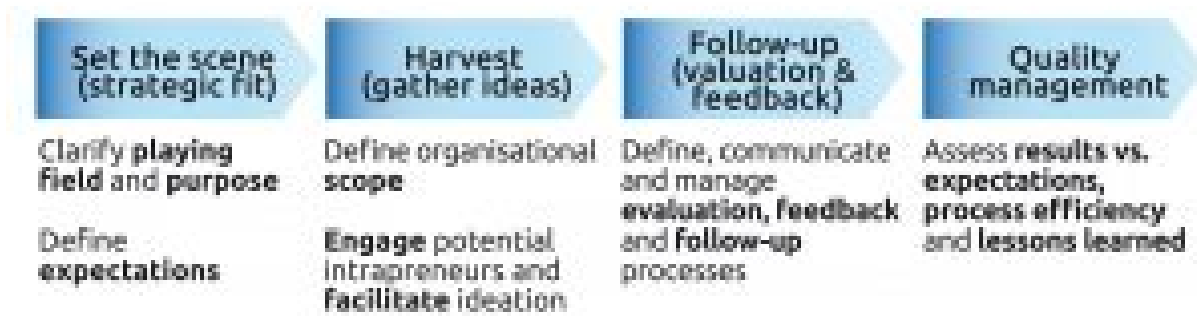 Set the scene
(strategic fit)
Clarify playing
field and purpose
Define
expectations
Harvest
(gather ideas)
Define organisational
scope
Engage potential
intrapreneurs and
facilitate ideation
Follow-up
(valuation &
feedback)
Define, communicate
and manage
evaluation, feedback
and follow-up
processes
Quality
management
Assess results vs.
expectations,
process efficiency
and lessons learned